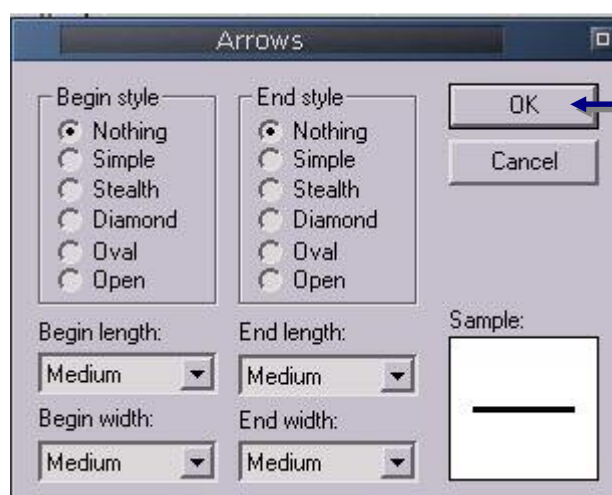 Arrows
Begin style
Nothing
Simple
Stealth
Diamond
Oval
Open
End style
Nothing
Simple
Stealth
Diamond
Oval
Open
OK
Cancel
Begin length:
Medium
End length:
Medium
Begin width:
Medium
End width:
Medium
Sample: